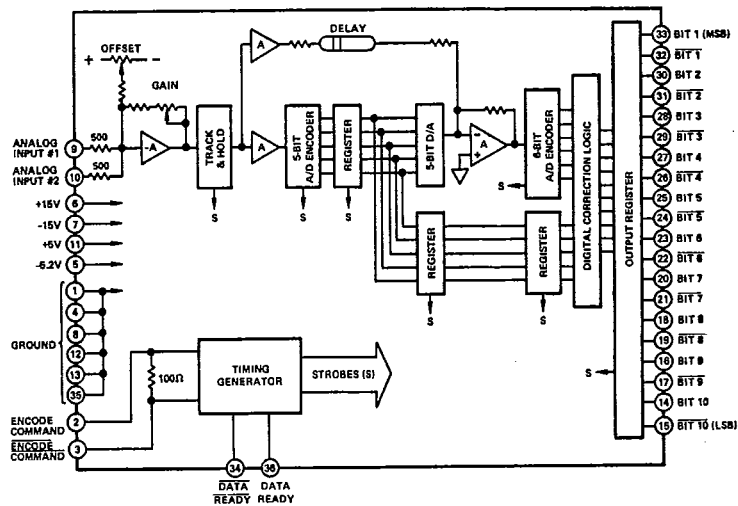 DELAY
OFFSET
+ −
GAIN
A
A
-A
500
500
ANALOG INPUT #1
9
ANALOG INPUT #2
10
TRACK & HOLD
S
5-BIT A/D ENCODER
S
REGISTER
S
5-BIT D/A
−
A
+
6-BIT A/D ENCODER
S
REGISTER
S
REGISTER
S
DIGITAL CORRECTION LOGIC
OUTPUT REGISTER
S
+15V
6
-15V
7
+5V
11
-5.2V
5
GROUND
1
4
8
12
13
35
ENCODE COMMAND
2
ENCODE COMMAND
3
100Ω
TIMING GENERATOR
STROBES (S)
34
36
DATA READY
DATA READY
33 BIT 1 (MSB)
32 BIT 1
30 BIT 2
31 BIT 2
28 BIT 3
29 BIT 3
27 BIT 4
26 BIT 4
25 BIT 5
24 BIT 5
23 BIT 6
22 BIT 6
20 BIT 7
21 BIT 7
18 BIT 8
19 BIT 8
16 BIT 9
17 BIT 9
14 BIT 10
15 BIT 10 (LSB)